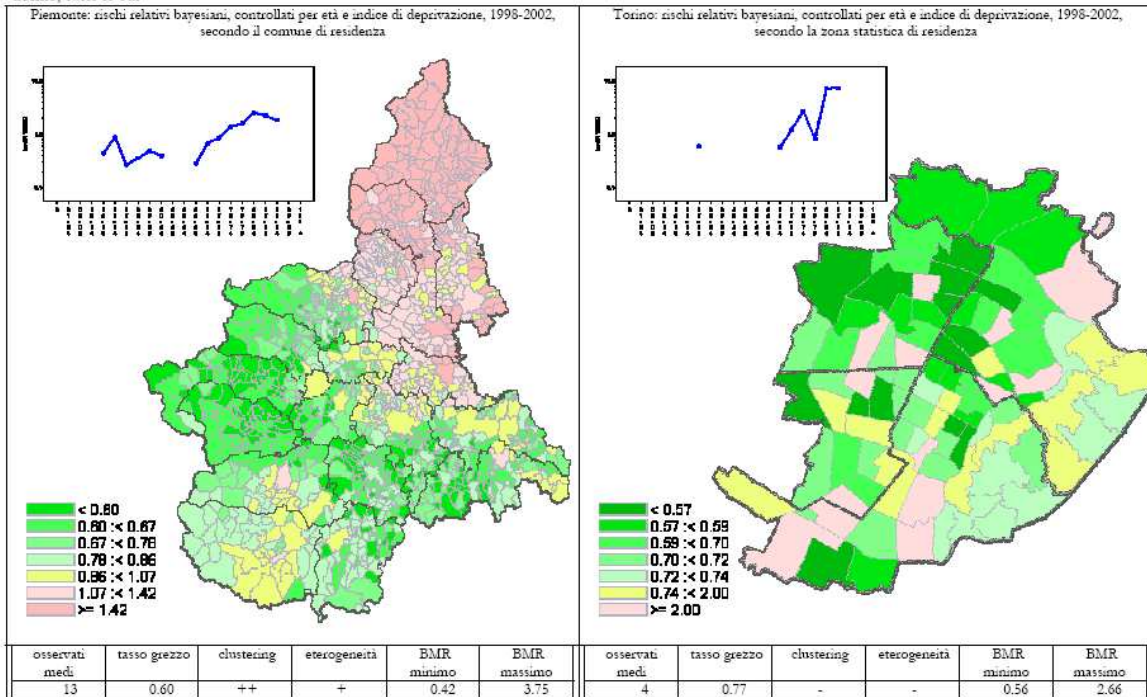 Piemonte: rischi relativi bayesiani, controllati per età e indice di deprivazione, 1998-2002,
secondo il comune di residenza
< 0.60
0.60 :< 0.67
0.67 :< 0.78
0.78 :< 0.86
0.86 :< 1.07
1.07 :< 1.42
>= 1.42
osservati medi tasso grezzo clustering eterogeneità BMR minimo BMR massimo
13 0.60 ++ + 0.42 3.75
Torino: rischi relativi bayesiani, controllati per età e indice di deprivazione, 1998-2002,
secondo la zona statistica di residenza
< 0.57
0.57 :< 0.59
0.59 :< 0.70
0.70 :< 0.72
0.72 :< 0.74
0.74 :< 2.00
>= 2.00
osservati medi tasso grezzo clustering eterogeneità BMR minimo BMR massimo
4 0.77 - - 0.56 2.66